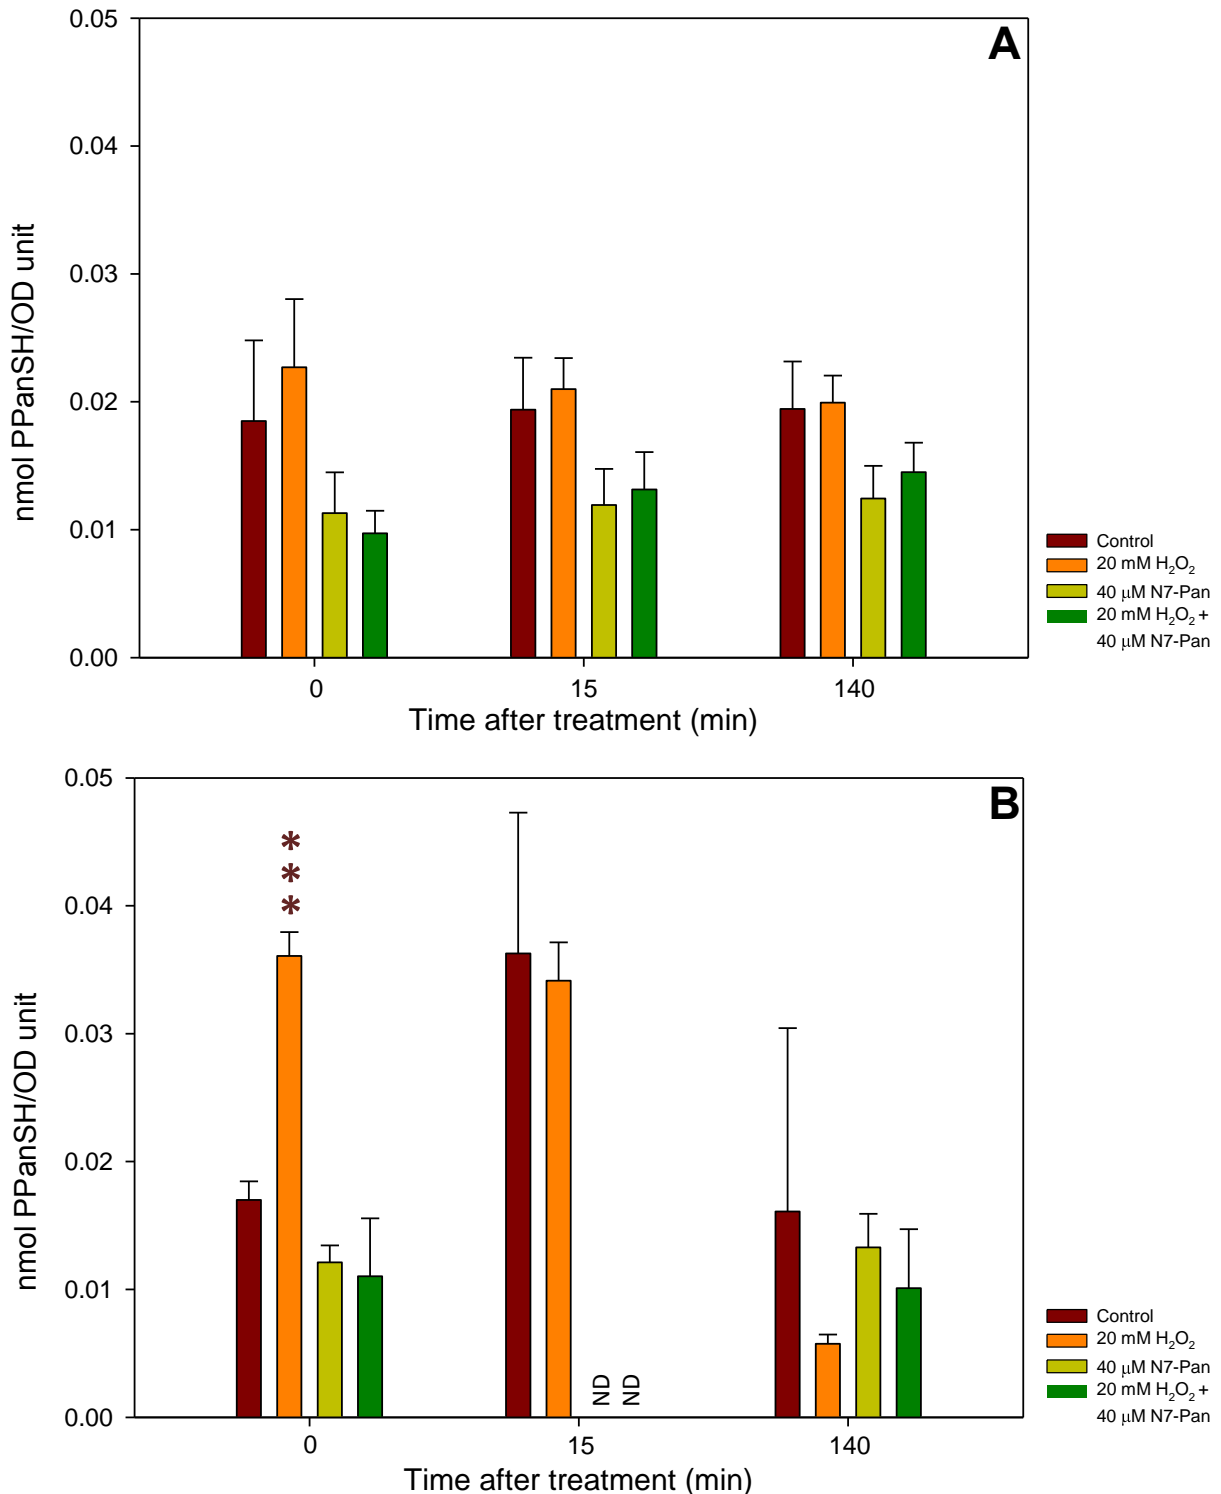 A
0.05
0.04
0.03
0.02
0.01
0.00
nmol PPanSH/OD unit
0 15 140
Time after treatment (min)
Control
20 mM H₂O₂
40 μM N7-Pan
20 mM H₂O₂ +
40 μM N7-Pan
B
0.05
0.04
0.03
0.02
0.01
0.00
nmol PPanSH/OD unit
***
ND ND
0 15 140
Time after treatment (min)
Control
20 mM H₂O₂
40 μM N7-Pan
20 mM H₂O₂ +
40 μM N7-Pan